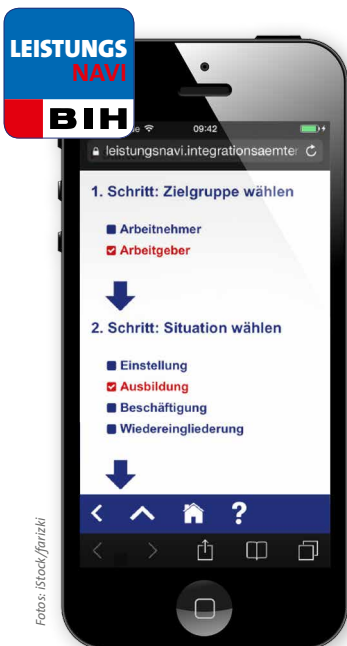 LEISTUNGS
NAVI
BIH
09:42
leistungsnavi.integrationsaemter
1. Schritt: Zielgruppe wählen
Arbeitnehmer
Arbeitgeber
2. Schritt: Situation wählen
Einstellung
Ausbildung
Beschäftigung
Wiedereingliederung
?
Fotos: iStock/farizki